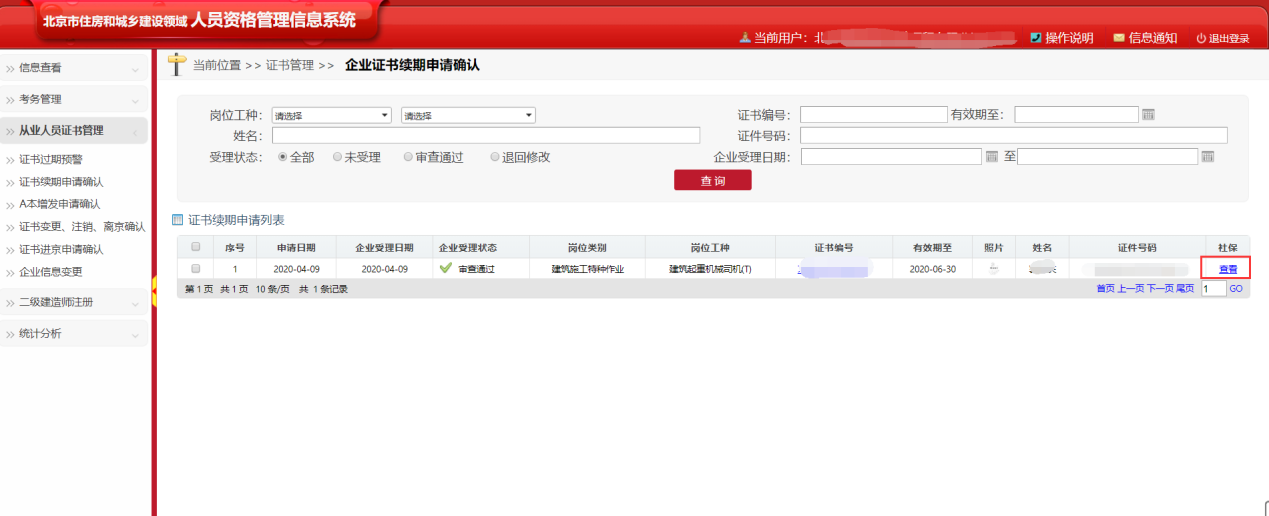 北京市住房和城乡建设领域 人员资格管理信息系统
当前用户：北 操作说明 信息通知 退出登录
信息查看
考务管理
从业人员证书管理
证书过期预警
证书续期申请确认
A本增发申请确认
证书变更、注销、离京确认
证书进京申请确认
企业信息变更
二级建造师注册
统计分析
当前位置 >> 证书管理 >> 企业证书续期申请确认
岗位工种： 请选择 请选择 证书编号： 有效期至：
姓名： 证件号码：
受理状态： 全部 未受理 审查通过 退回修改 企业受理日期： 至
查 询
证书续期申请列表
序号 申请日期 企业受理日期 企业受理状态 岗位类别 岗位工种 证书编号 有效期至 照片 姓名 证件号码 社保
1 2020-04-09 2020-04-09 审查通过 建筑施工特种作业 建筑起重机械司机(T) 2020-06-30 查看
第 1 页 共 1 页 10 条/页 共 1 条记录 首页 上一页 下一页 尾页 1 GO